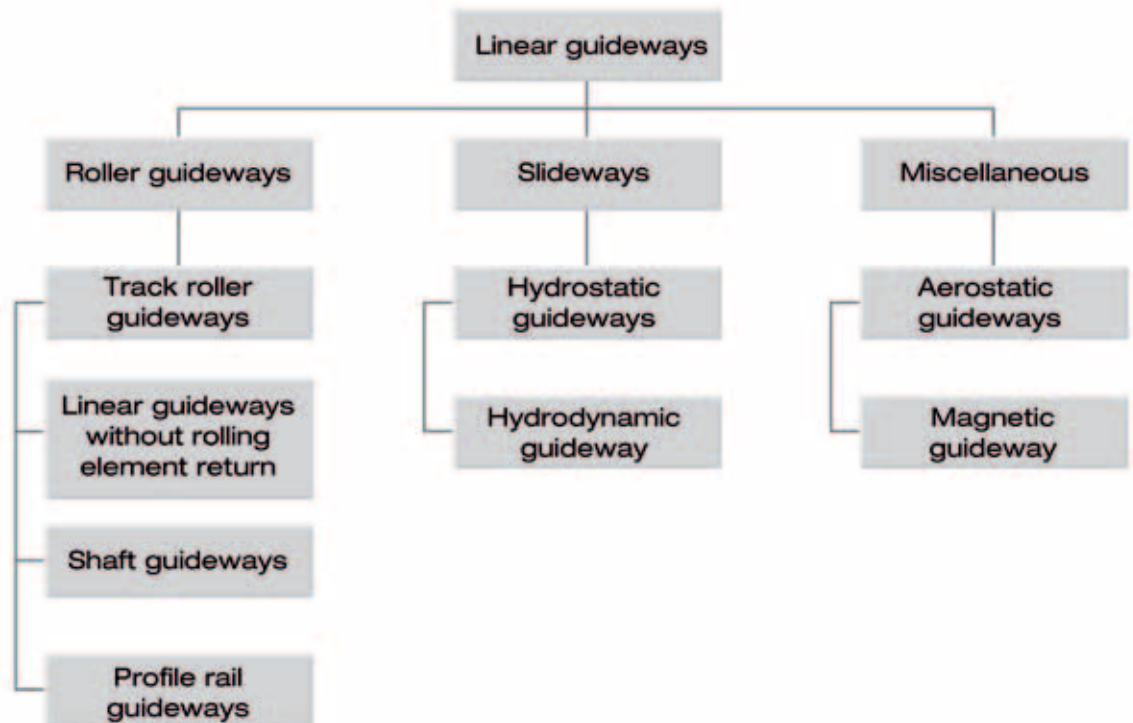 Linear guideways
Roller guideways
Slideways
Miscellaneous
Track roller
guideways
Hydrostatic
guideways
Aerostatic
guideways
Linear guideways
without rolling
element return
Hydrodynamic
guideway
Magnetic
guideway
Shaft guideways
Profile rail
guideways